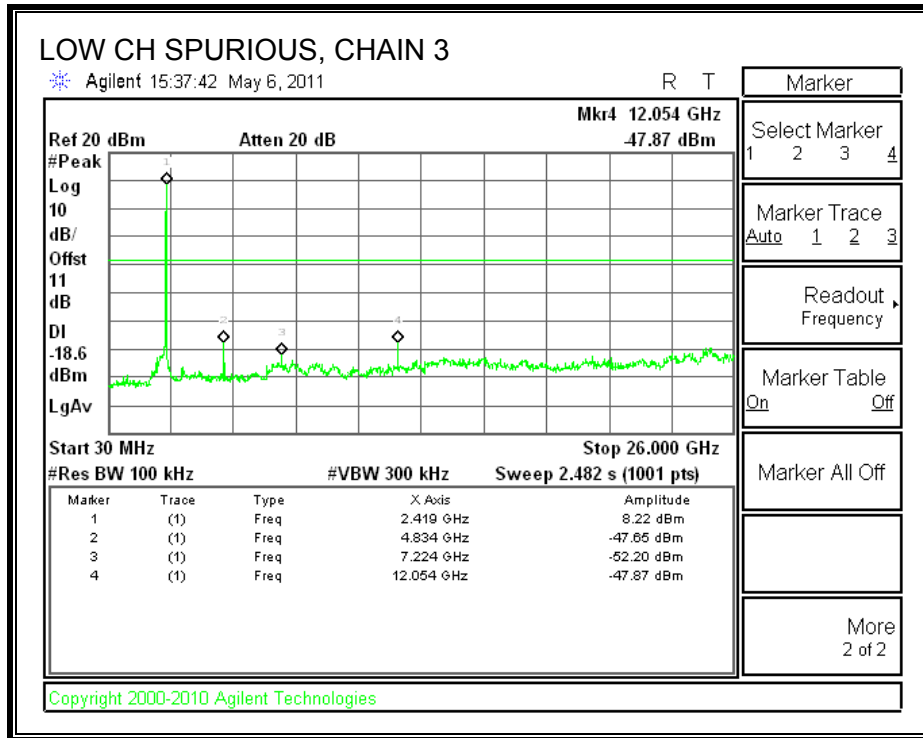 LOW CH SPURIOUS, CHAIN 3
Agilent 15:37:42 May 6, 2011 R T
Mkr4 12.054 GHz
Ref 20 dBm Atten 20 dB -47.87 dBm
#Peak
Log
10
dB/
Offst
11
dB
DI
-18.6
dBm
LgAv
1
2
3
4
Start 30 MHz Stop 26.000 GHz
#Res BW 100 kHz #VBW 300 kHz Sweep 2.482 s (1001 pts)
Marker Trace Type X Axis Amplitude
1 (1) Freq 2.419 GHz 8.22 dBm
2 (1) Freq 4.834 GHz -47.65 dBm
3 (1) Freq 7.224 GHz -52.20 dBm
4 (1) Freq 12.054 GHz -47.87 dBm
Marker
Select Marker
1 2 3 4
Marker Trace
Auto 1 2 3
Readout
Frequency
Marker Table
On Off
Marker All Off
More
2 of 2
Copyright 2000-2010 Agilent Technologies